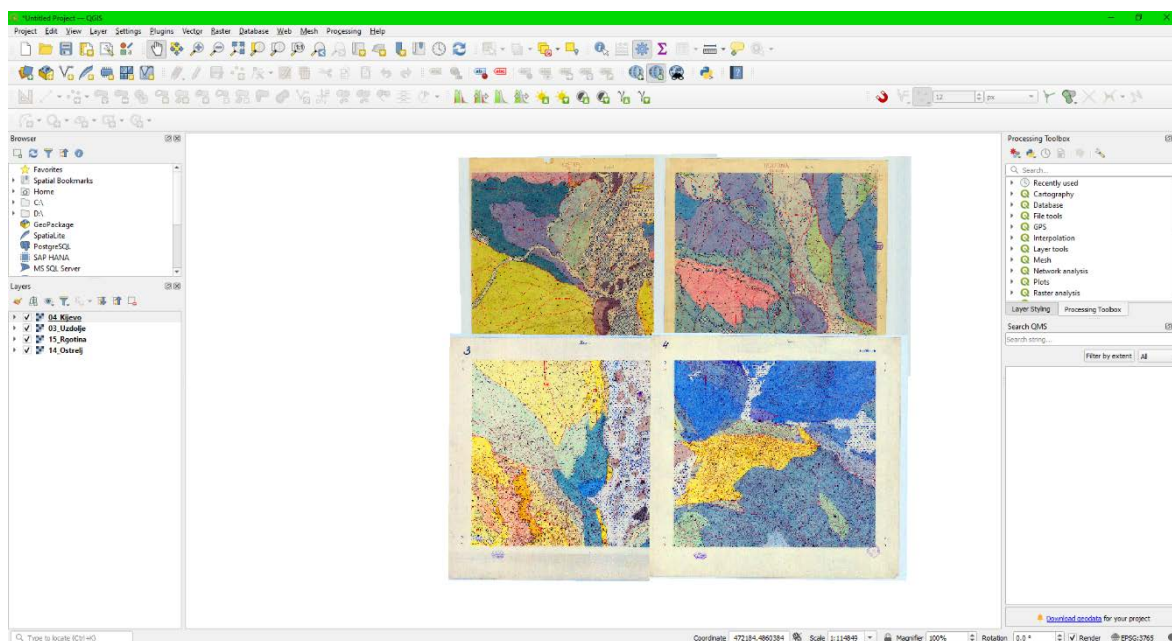 *Untitled Project — QGIS
Project Edit View Layer Settings Plugins Vector Raster Database Web Mesh Processing Help
12 px
Browser
Favorites
Spatial Bookmarks
Home
C:\
D:\
GeoPackage
SpatiaLite
PostgreSQL
SAP HANA
MS SQL Server
Layers
04_Kijevo
03_Uzdolje
15_Rgotina
14_Ostrelj
3
4
Processing Toolbox
Search...
Recently used
Cartography
Database
File tools
GPS
Interpolation
Layer tools
Mesh
Network analysis
Plots
Raster analysis
Layer Styling Processing Toolbox
Search QMS
Search string...
Filter by extent All
Download geodata for your project
Type to locate (Ctrl+K)
Coordinate 472184.4860384 Scale 1:114849 Magnifier 100% Rotation 0.0 ° Render EPSG:3765